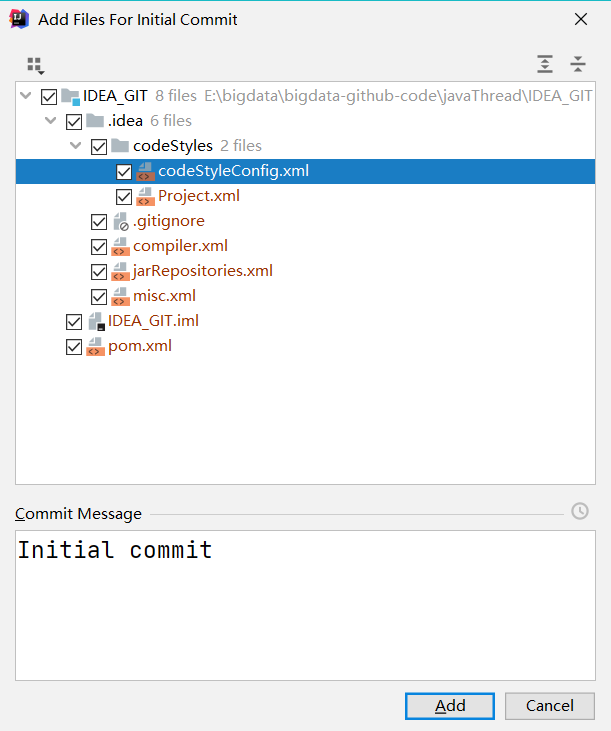 Add Files For Initial Commit
IDEA_GIT 8 files E:\bigdata\bigdata-github-code\javaThread\IDEA_GIT
.idea 6 files
codeStyles 2 files
codeStyleConfig.xml
Project.xml
.gitignore
compiler.xml
jarRepositories.xml
misc.xml
IDEA_GIT.iml
pom.xml
Commit Message
Initial commit
Add Cancel